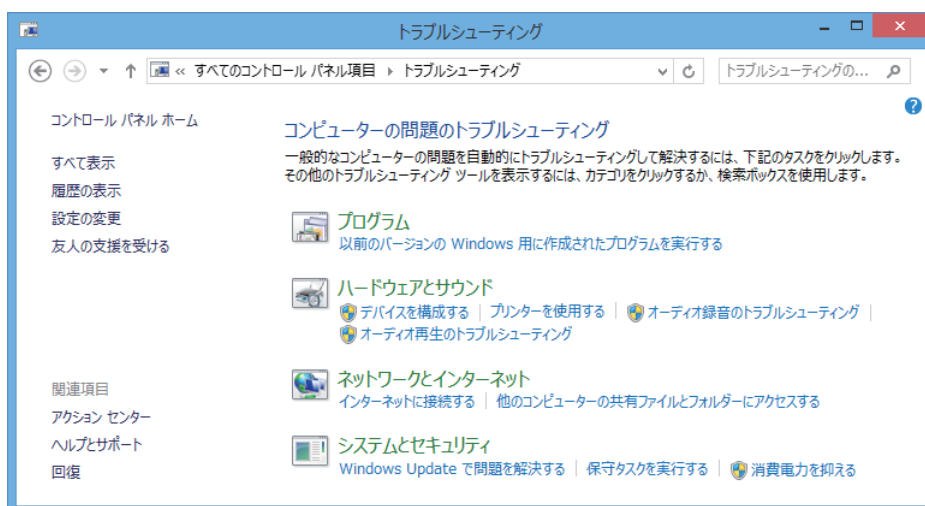 トラブルシューティング
« すべてのコントロール パネル項目 ▸ トラブルシューティング
トラブルシューティングの...
コントロール パネル ホーム
すべて表示
履歴の表示
設定の変更
友人の支援を受ける
関連項目
アクション センター
ヘルプとサポート
回復
コンピューターの問題のトラブルシューティング
一般的なコンピューターの問題を自動的にトラブルシューティングして解決するには、下記のタスクをクリックします。
その他のトラブルシューティング ツールを表示するには、カテゴリをクリックするか、検索ボックスを使用します。
プログラム
以前のバージョンの Windows 用に作成されたプログラムを実行する
ハードウェアとサウンド
デバイスを構成する | プリンターを使用する | オーディオ録音のトラブルシューティング |
オーディオ再生のトラブルシューティング
ネットワークとインターネット
インターネットに接続する | 他のコンピューターの共有ファイルとフォルダーにアクセスする
システムとセキュリティ
Windows Update で問題を解決する | 保守タスクを実行する | 消費電力を抑える